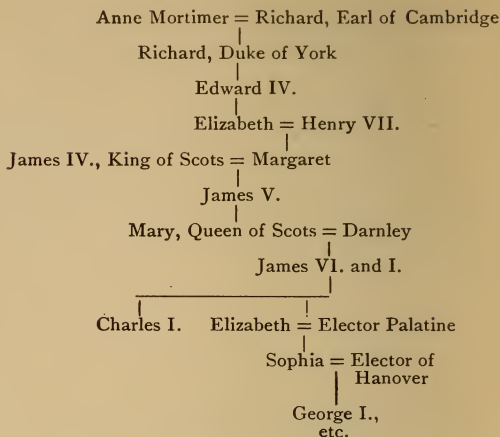 Anne Mortimer = Richard, Earl of Cambridge
Richard, Duke of York
Edward IV.
Elizabeth = Henry VII.
James IV., King of Scots = Margaret
James V.
Mary, Queen of Scots = Darnley
James VI. and I.
Charles I. Elizabeth = Elector Palatine
Sophia = Elector of
Hanover
George I.,
etc.